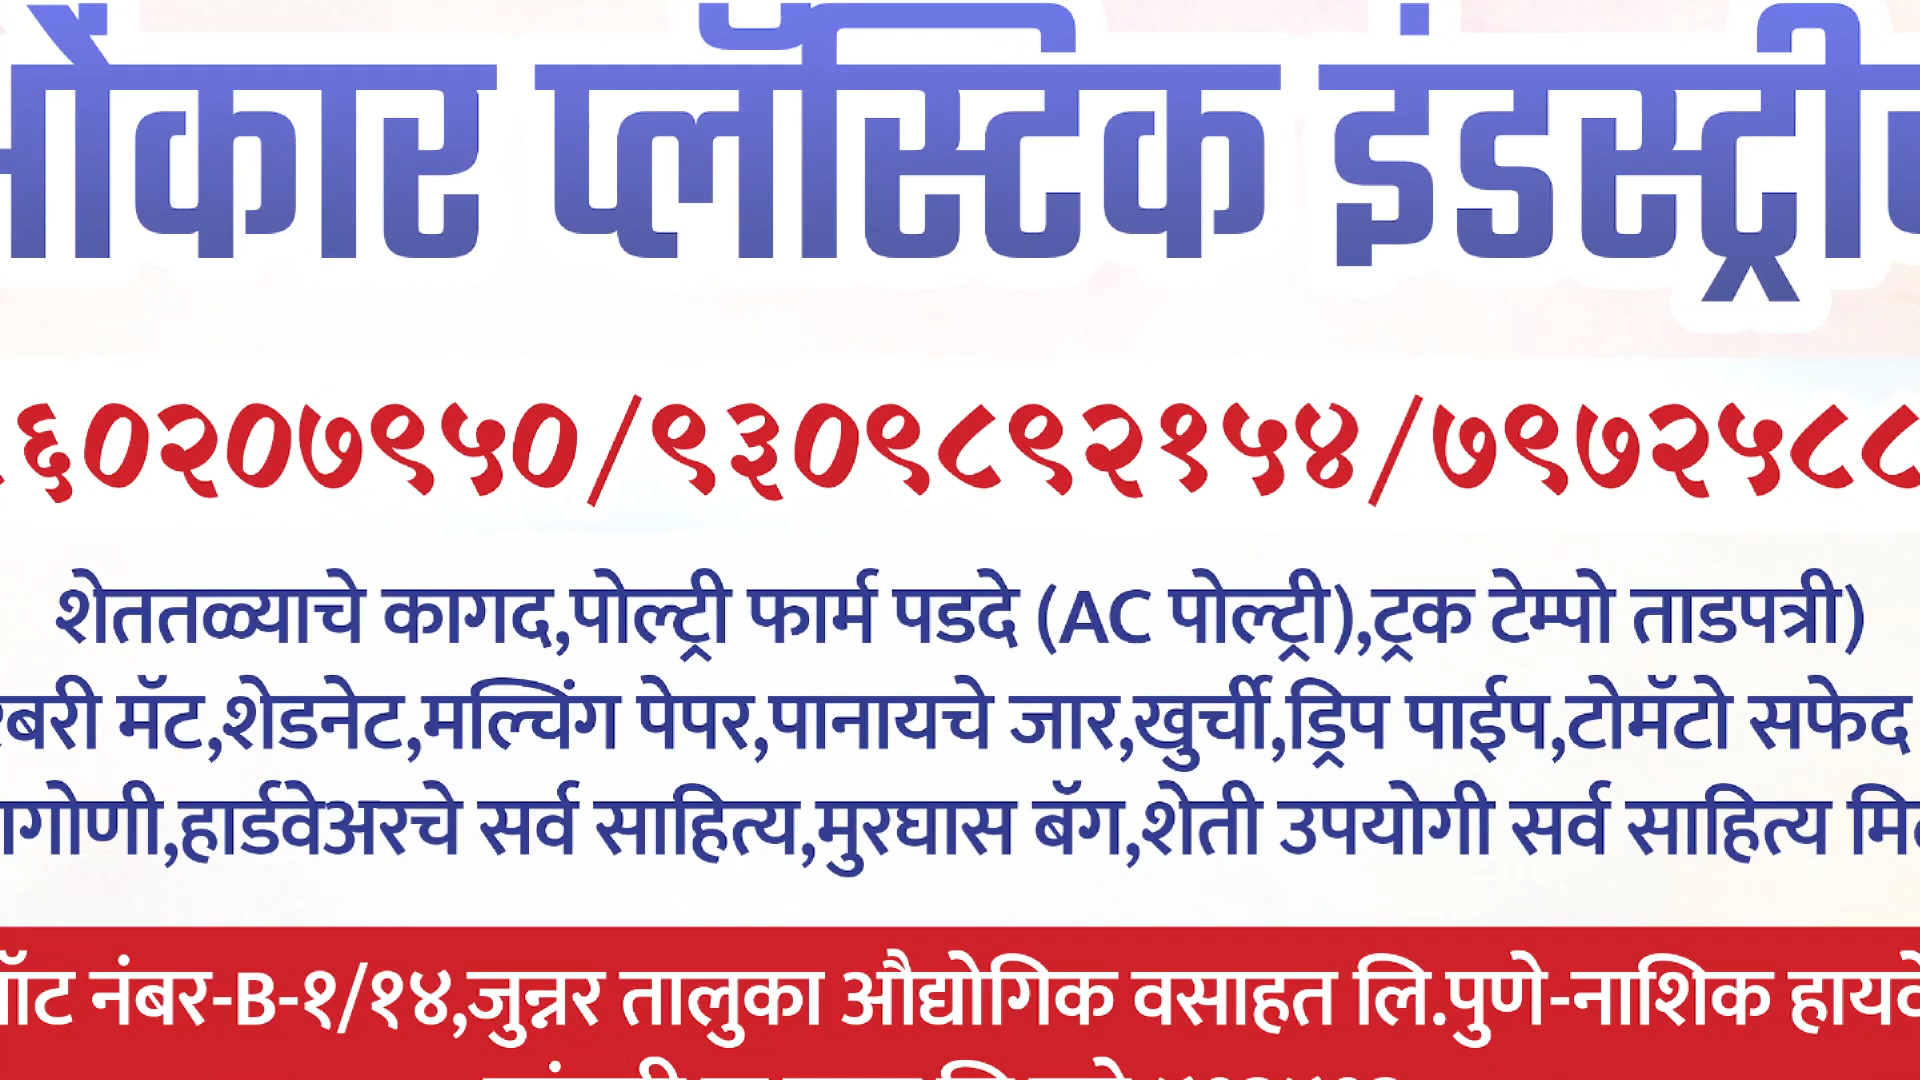 ओंकार प्लॅस्टिक इंडस्ट्रीज
६०२०७९५०/९३०९८९२१५४/७९७२५८८
शेततळ्याचे कागद,पोल्ट्री फार्म पडदे (AC पोल्ट्री),ट्रक टेम्पो ताडपत्री)
रबरी मॅट,शेडनेट,मल्चिंग पेपर,पानायचे जार,खुर्ची,ड्रिप पाईप,टोमॅटो सफेद
गोणी,हार्डवेअरचे सर्व साहित्य,मुरघास बॅग,शेती उपयोगी सर्व साहित्य
नंबर-B-१/१४,जुन्नर तालुका औद्योगिक वसाहत लि.पुणे-नाशिक हायवे